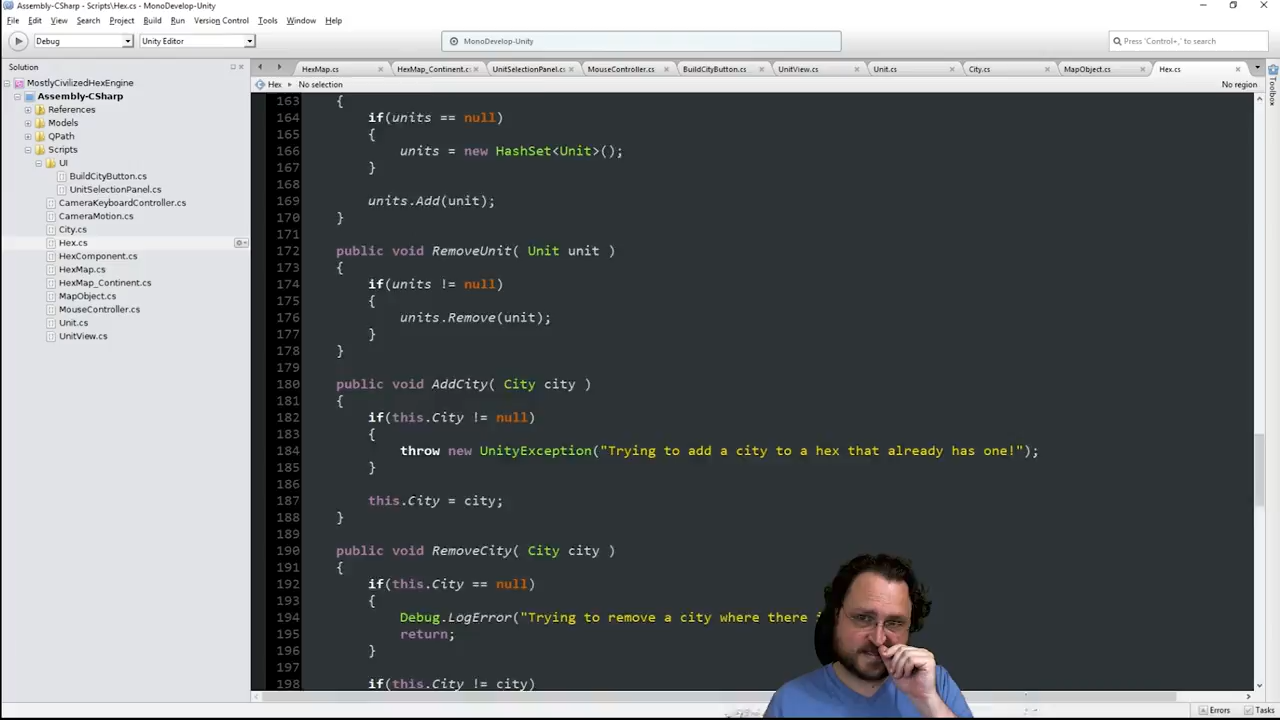 Assembly-CSharp - Scripts\Hex.cs - MonoDevelop-Unity
File Edit View Search Project Build Run Version Control Tools Window Help
Debug Unity Editor MonoDevelop-Unity Press 'Control+,' to search
Solution
HexMap.cs HexMap_Continent.cs UnitSelectionPanel.cs MouseController.cs BuildCityButton.cs UnitView.cs Unit.cs City.cs MapObject.cs Hex.cs
Hex No selection No region
Toolbox
MostlyCivilizedHexEngine
Assembly-CSharp
References
Models
QPath
Scripts
UI
BuildCityButton.cs
UnitSelectionPanel.cs
CameraKeyboardController.cs
CameraMotion.cs
City.cs
Hex.cs
HexComponent.cs
HexMap.cs
HexMap_Continent.cs
MapObject.cs
MouseController.cs
Unit.cs
UnitView.cs
163 {
164 if(units == null)
165 {
166 units = new HashSet<Unit>();
167 }
168
169 units.Add(unit);
170 }
171
172 public void RemoveUnit( Unit unit )
173 {
174 if(units != null)
175 {
176 units.Remove(unit);
177 }
178 }
179
180 public void AddCity( City city )
181 {
182 if(this.City != null)
183 {
184 throw new UnityException("Trying to add a city to a hex that already has one!");
185 }
186
187 this.City = city;
188 }
189
190 public void RemoveCity( City city )
191 {
192 if(this.City == null)
193 {
194 Debug.LogError("Trying to remove a city where there
195 return;
196 }
197
198 if(this.City != city)
Errors Tasks